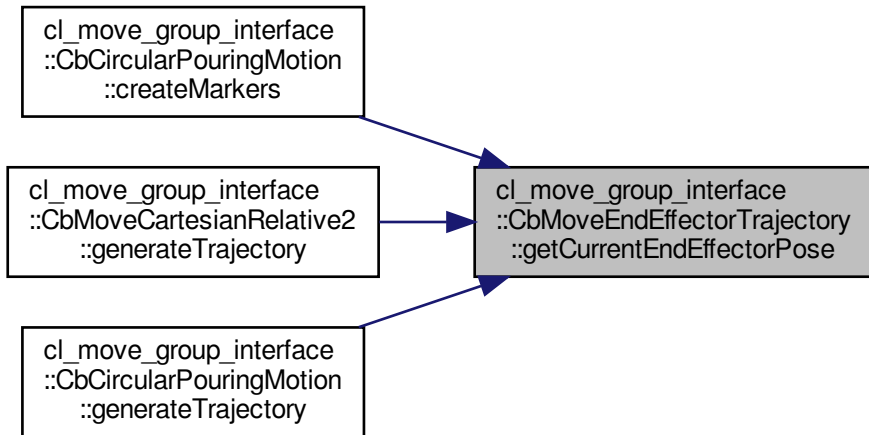 cl_move_group_interface
::CbCircularPouringMotion
::createMarkers
cl_move_group_interface
::CbMoveCartesianRelative2
::generateTrajectory
cl_move_group_interface
::CbCircularPouringMotion
::generateTrajectory
cl_move_group_interface
::CbMoveEndEffectorTrajectory
::getCurrentEndEffectorPose